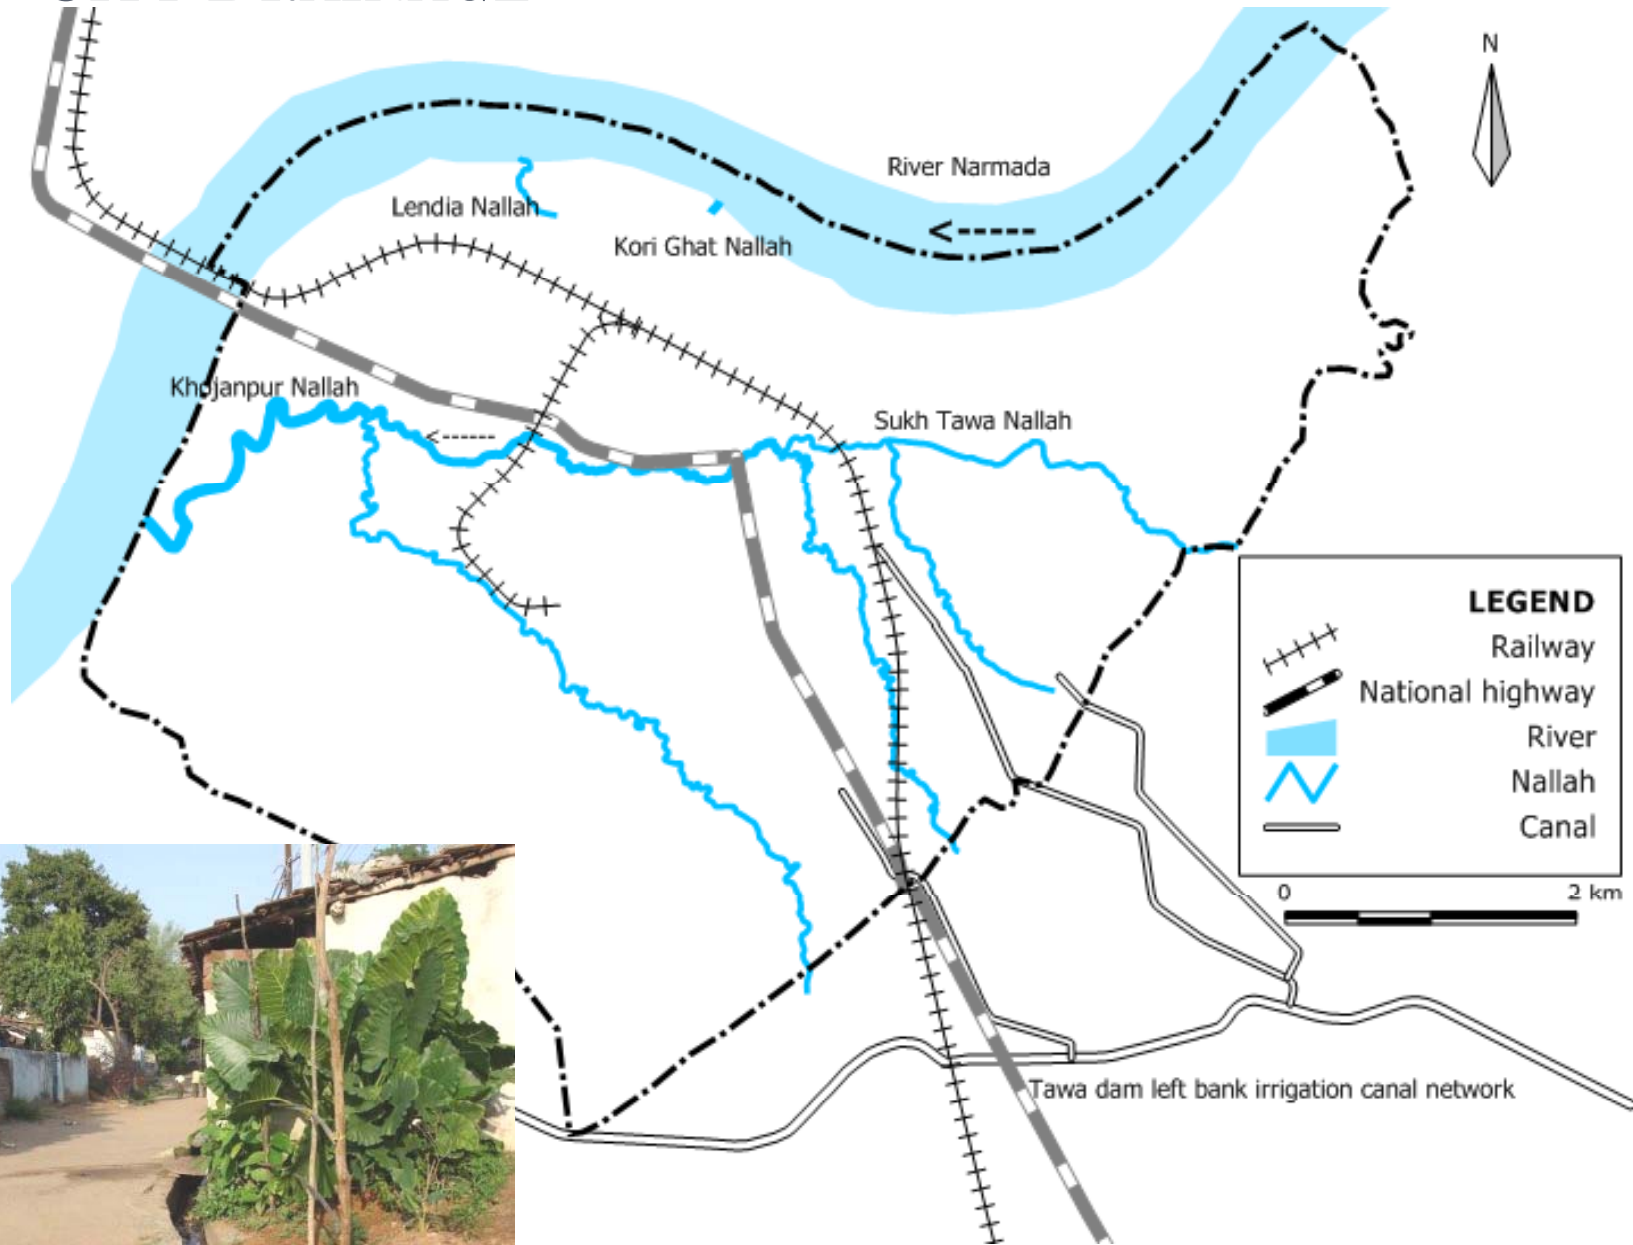 N
River Narmada
Lendia Nallah
Kori Ghat Nallah
Khojanpur Nallah
Sukh Tawa Nallah
LEGEND
Railway
National highway
River
Nallah
Canal
0 2 km
Tawa dam left bank irrigation canal network